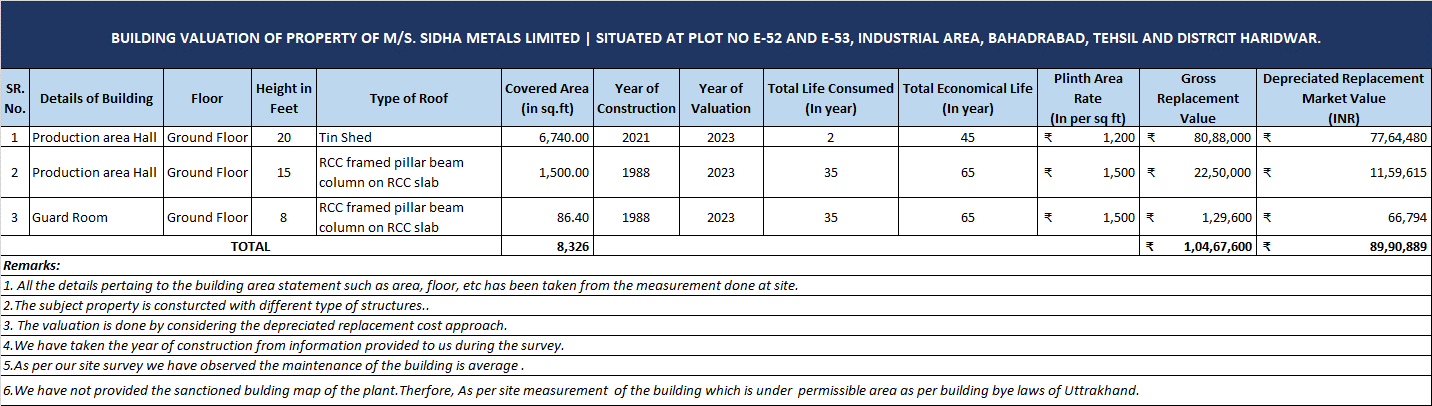 BUILDING VALUATION OF PROPERTY OF M/S. SIDHA METALS LIMITED | SITUATED AT PLOT NO E-52 AND E-53, INDUSTRIAL AREA, BAHADRABAD, TEHSIL AND DISTRCIT HARIDWAR.
SR. No. Details of Building Floor Height in Feet Type of Roof Covered Area (in sq.ft) Year of Construction Year of Valuation Total Life Consumed (In year) Total Economical Life (In year) Plinth Area Rate (In per sq ft) Gross Replacement Value Depreciated Replacement Market Value (INR)
1 Production area Hall Ground Floor 20 Tin Shed 6,740.00 2021 2023 2 45 ₹ 1,200 ₹ 80,88,000 ₹ 77,64,480
2 Production area Hall Ground Floor 15 RCC framed pillar beam column on RCC slab 1,500.00 1988 2023 35 65 ₹ 1,500 ₹ 22,50,000 ₹ 11,59,615
3 Guard Room Ground Floor 8 RCC framed pillar beam column on RCC slab 86.40 1988 2023 35 65 ₹ 1,500 ₹ 1,29,600 ₹ 66,794
TOTAL 8,326 ₹ 1,04,67,600 ₹ 89,90,889
Remarks:
1. All the details pertaing to the building area statement such as area, floor, etc has been taken from the measurement done at site.
2.The subject property is consturcted with different type of structures..
3. The valuation is done by considering the depreciated replacement cost approach.
4.We have taken the year of construction from information provided to us during the survey.
5.As per our site survey we have observed the maintenance of the building is average .
6.We have not provided the sanctioned bulding map of the plant.Therfore, As per site measurement of the building which is under permissible area as per building bye laws of Uttrakhand.